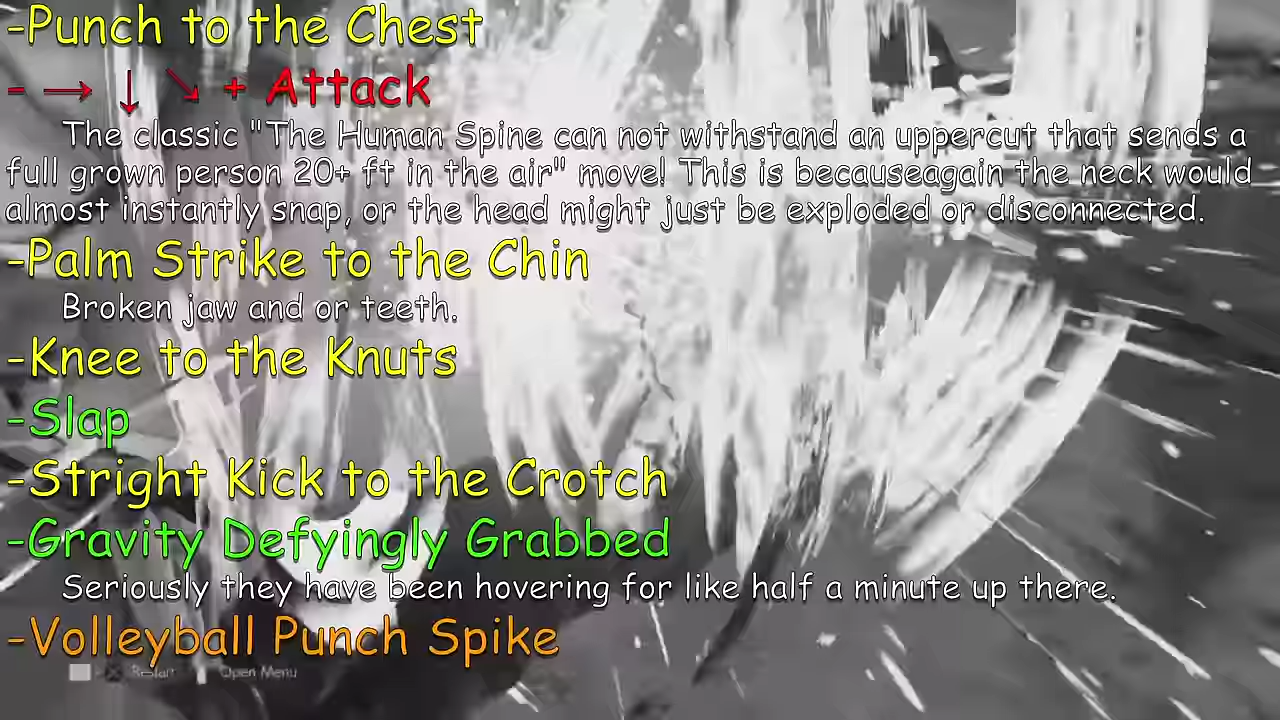 -Punch to the Chest
- → ↓ ↘ + Attack
The classic "The Human Spine can not withstand an uppercut that sends a
full grown person 20+ ft in the air" move! This is becauseagain the neck would
almost instantly snap, or the head might just be exploded or disconnected.
-Palm Strike to the Chin
Broken jaw and or teeth.
-Knee to the Knuts
-Slap
-Stright Kick to the Crotch
-Gravity Defyingly Grabbed
Seriously they have been hovering for like half a minute up there.
-Volleyball Punch Spike
Restart Open Menu